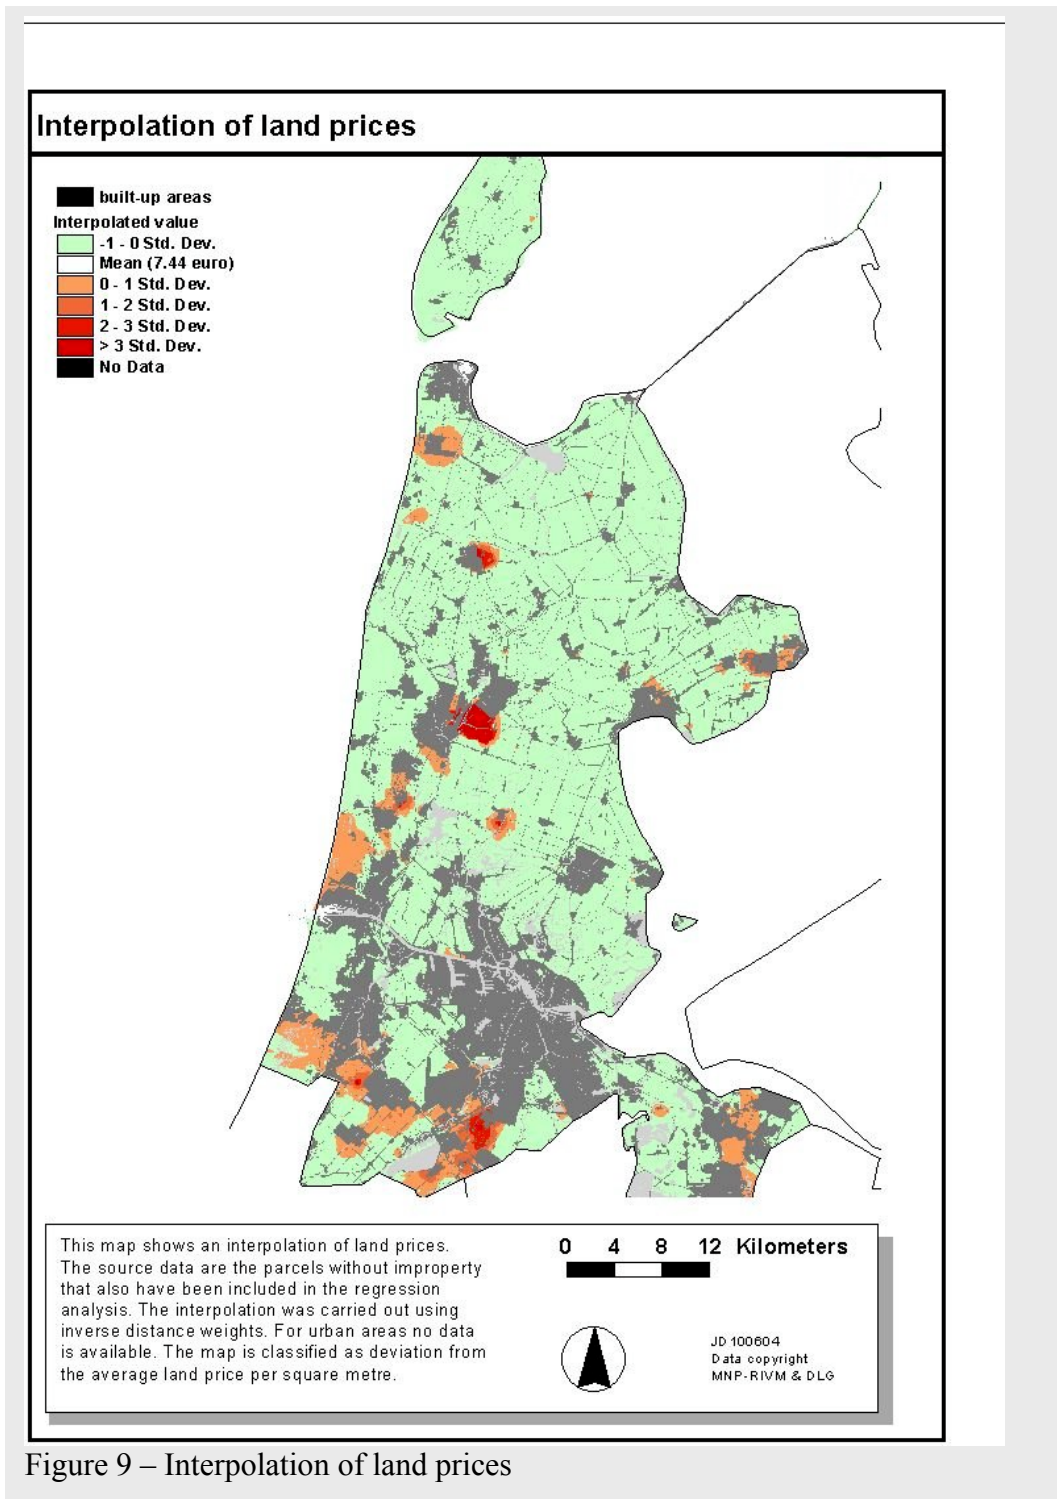 Interpolation of land prices
built-up areas
Interpolated value
-1 - 0 Std. Dev.
Mean (7.44 euro)
0 - 1 Std. Dev.
1 - 2 Std. Dev.
2 - 3 Std. Dev.
> 3 Std. Dev.
No Data
This map shows an interpolation of land prices.
The source data are the parcels without improperty
that also have been included in the regression
analysis. The interpolation was carried out using
inverse distance weights. For urban areas no data
is available. The map is classified as deviation from
the average land price per square metre.
0 4 8 12 Kilometers
JD 100604
Data copyright
MNP-RIVM & DLG
Figure 9 – Interpolation of land prices